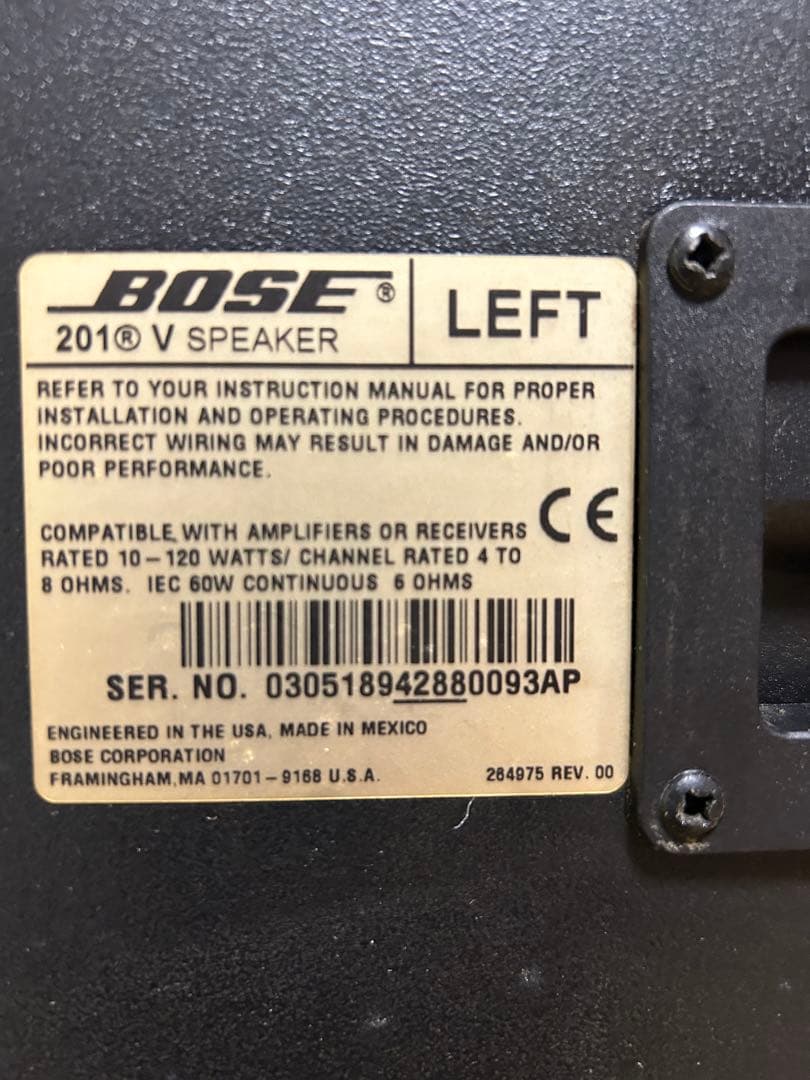 BOSE®
201® V SPEAKER
LEFT
REFER TO YOUR INSTRUCTION MANUAL FOR PROPER
INSTALLATION AND OPERATING PROCEDURES.
INCORRECT WIRING MAY RESULT IN DAMAGE AND/OR
POOR PERFORMANCE.
CE
COMPATIBLE WITH AMPLIFIERS OR RECEIVERS
RATED 10–120 WATTS/ CHANNEL RATED 4 TO
8 OHMS. IEC 60W CONTINUOUS 6 OHMS
SER. NO. 030518942880093AP
ENGINEERED IN THE USA, MADE IN MEXICO
BOSE CORPORATION
FRAMINGHAM, MA 01701–9168 U.S.A.
264975 REV. 00